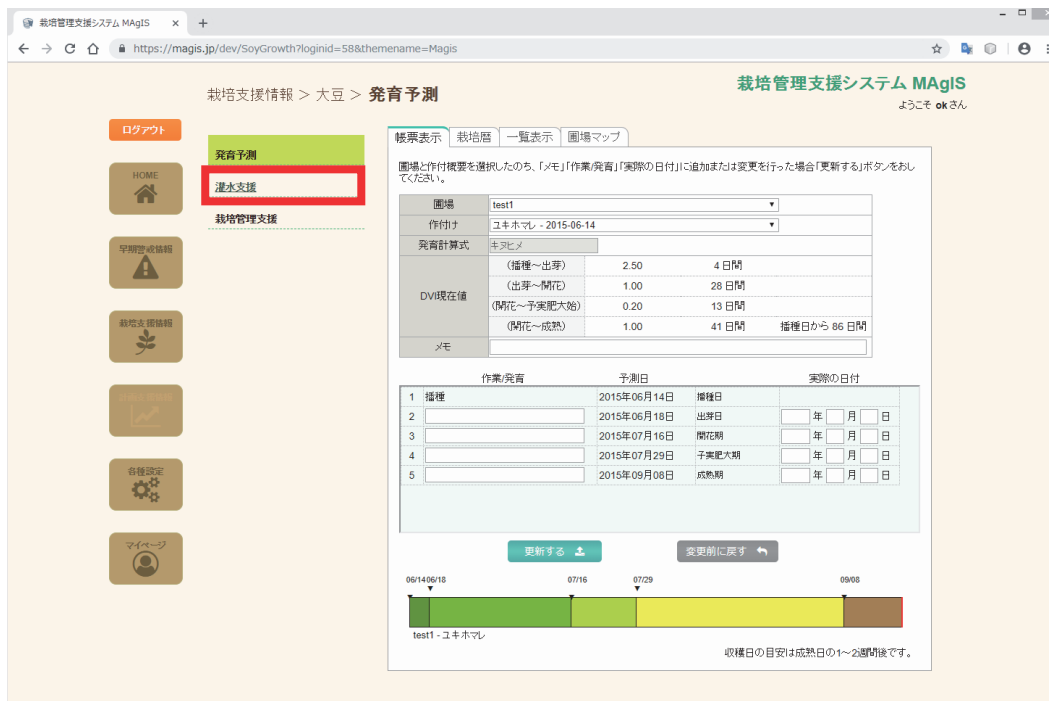 栽培管理支援システム MAgIS × +
https://magis.jp/dev/SoyGrowth?loginid=58&themename=Magis
栽培支援情報 > 大豆 > 発育予測
栽培管理支援システム MAgIS
ようこそ okさん
ログアウト
HOME
早期警戒情報
栽培支援情報
各種設定
マイページ
発育予測
灌水支援
栽培管理支援
帳票表示 栽培暦 一覧表示 圃場マップ
圃場と作付概要を選択したのち、「メモ」「作業/発育」「実際の日付」に追加または変更を行った場合「更新する」ボタンをおし
てください。
圃場 test1
作付け ユキホマレ - 2015-06-14
発育計算式 キヌヒメ
DVI現在値
(播種～出芽) 2.50 4 日間
(出芽～開花) 1.00 28 日間
(開花～子実肥大始) 0.20 13 日間
(開花～成熟) 1.00 41 日間 播種日から 86 日間
メモ
作業/発育 予測日 実際の日付
1 播種 2015年06月14日 播種日
2 2015年06月18日 出芽日 年 月 日
3 2015年07月16日 開花期 年 月 日
4 2015年07月29日 子実肥大期 年 月 日
5 2015年09月08日 成熟期 年 月 日
更新する 変更前に戻す
06/14 06/18 07/16 07/29 09/08
test1 - ユキホマレ
収穫日の目安は成熟日の1～2週間後です。